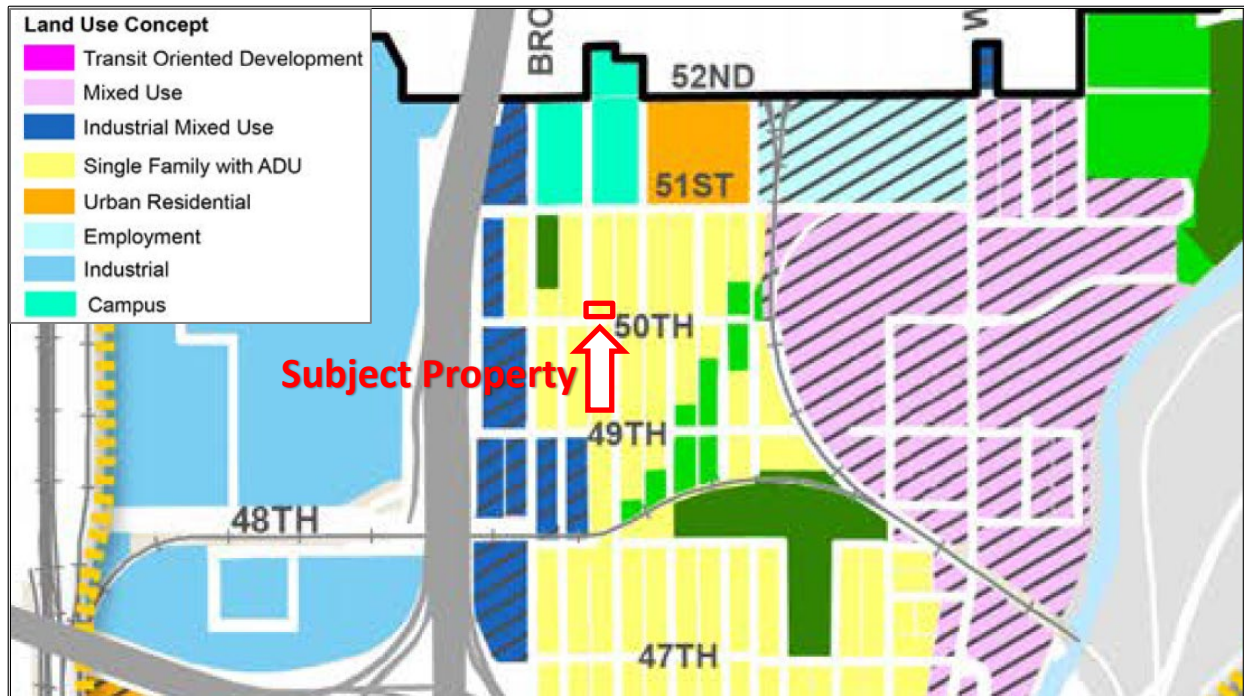 Land Use Concept
Transit Oriented Development
Mixed Use
Industrial Mixed Use
Single Family with ADU
Urban Residential
Employment
Industrial
Campus
BRO
W
52ND
51ST
50TH
Subject Property
49TH
48TH
47TH